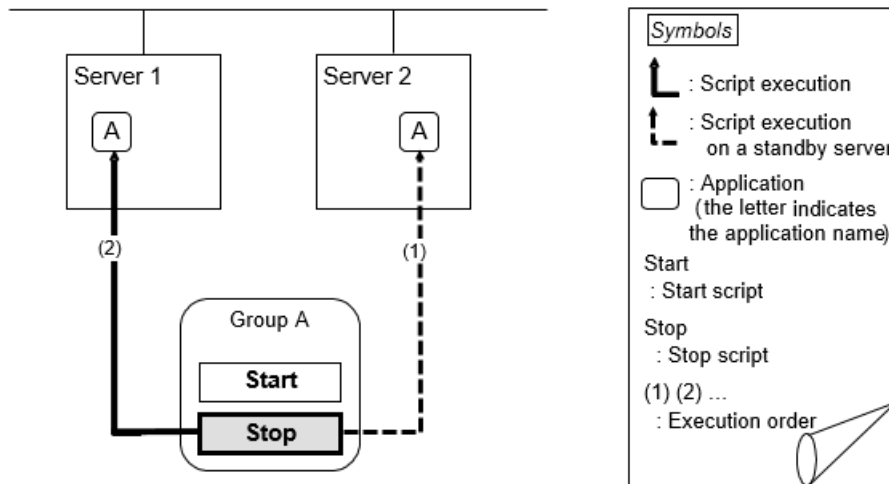 Server 1
Server 2
A
A
(2)
(1)
Group A
Start
Stop
Symbols
: Script execution
: Script execution
on a standby server
: Application
(the letter indicates
the application name)
Start
: Start script
Stop
: Stop script
(1) (2) ...
: Execution order